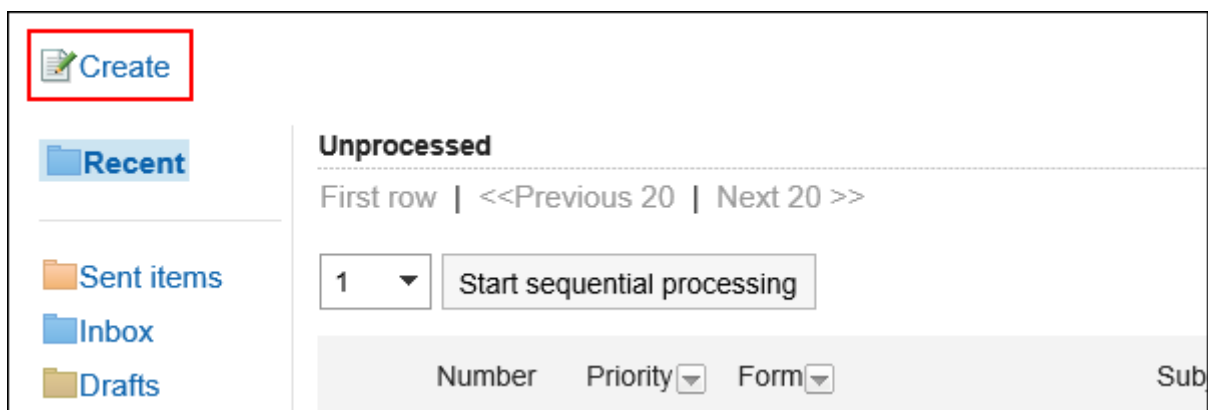 Create
Recent
Unprocessed
First row | <<Previous 20 | Next 20 >>
Sent items
1 Start sequential processing
Inbox
Number Priority Form
Drafts